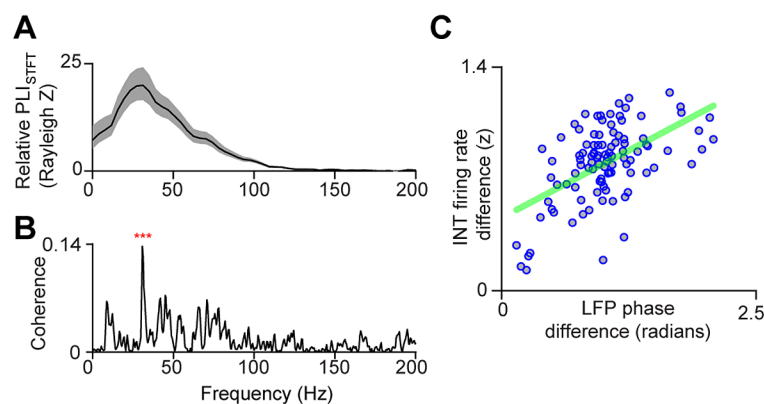 A
Relative PLISTFT
(Rayleigh Z)
25
0
0 50 100 150 200
B
***
Coherence
0.14
0
0 50 100 150 200
Frequency (Hz)
C
INT firing rate
difference (z)
1.4
0
0 2.5
LFP phase
difference (radians)